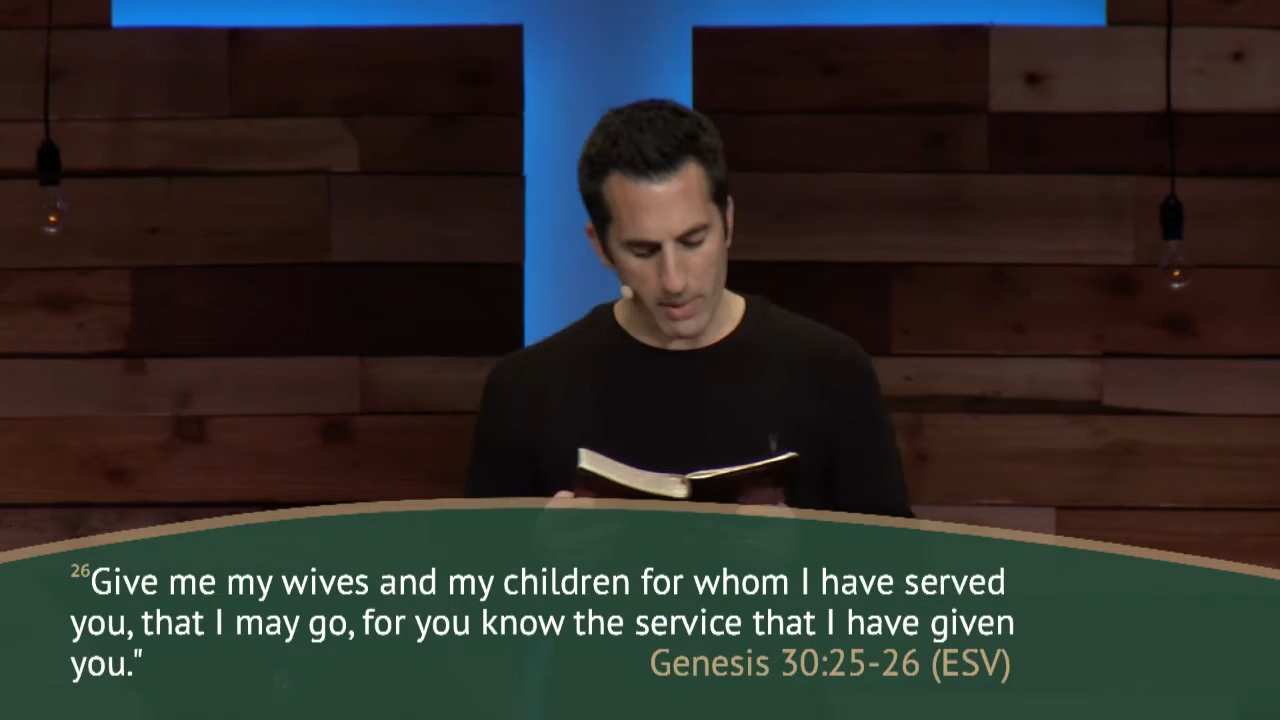 26Give me my wives and my children for whom I have served
you, that I may go, for you know the service that I have given
you."
Genesis 30:25-26 (ESV)